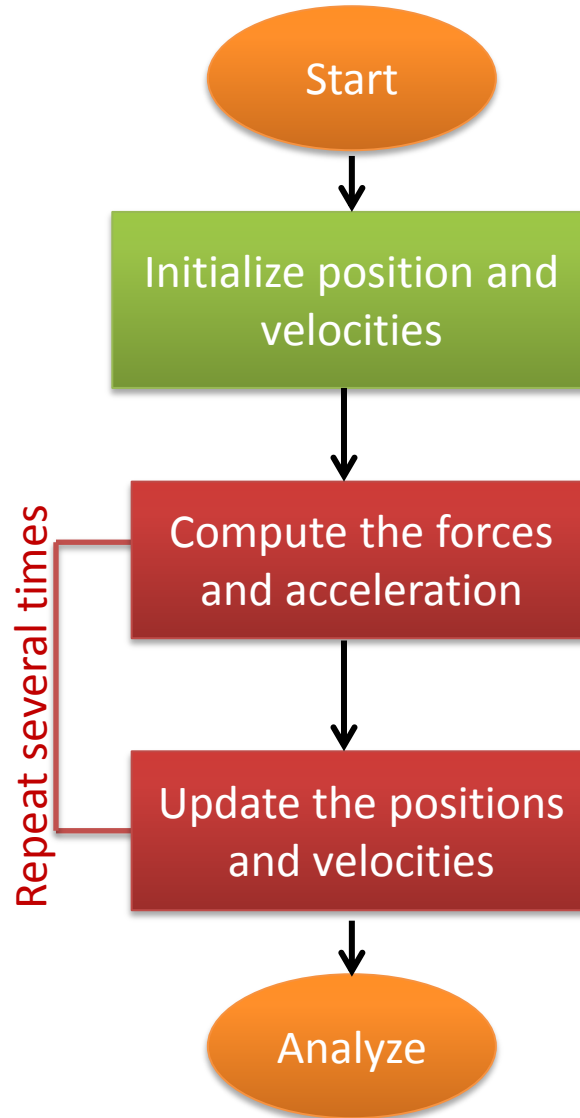 Start
Initialize position and
velocities
Compute the forces
and acceleration
Repeat several times
Update the positions
and velocities
Analyze